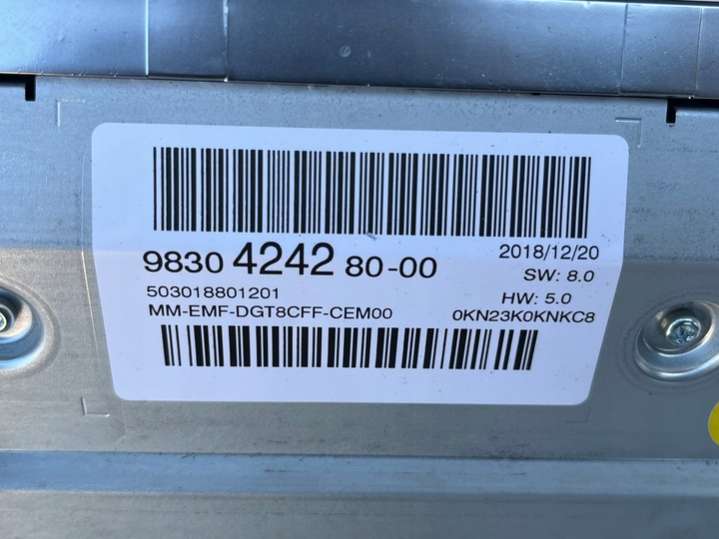 9830 4242 80-00
2018/12/20
SW: 8.0
503018801201
HW: 5.0
MM-EMF-DGT8CFF-CEM00
0KN23K0KNKC8